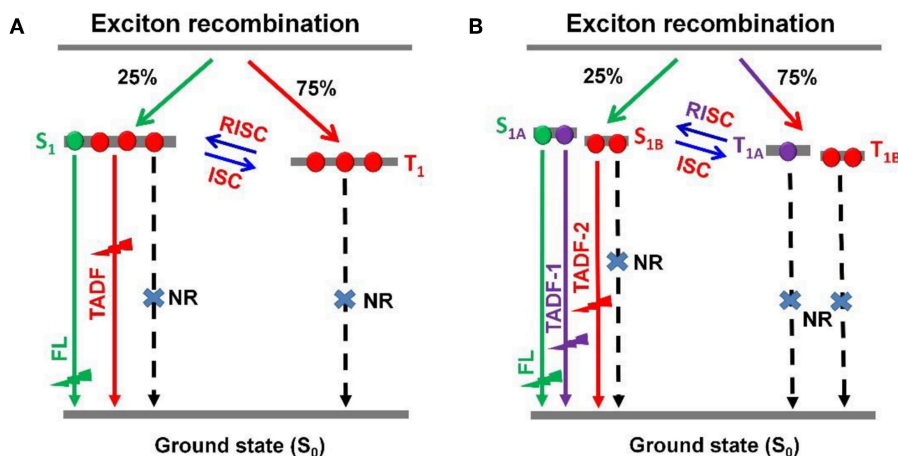 A
Exciton recombination
25%
75%
S1
RISC
ISC
T1
FL
TADF
NR
NR
Ground state (S0)
B
Exciton recombination
25%
75%
S1A
S1B
RISC
ISC
T1A
T1B
FL
TADF-1
TADF-2
NR
NR
Ground state (S0)